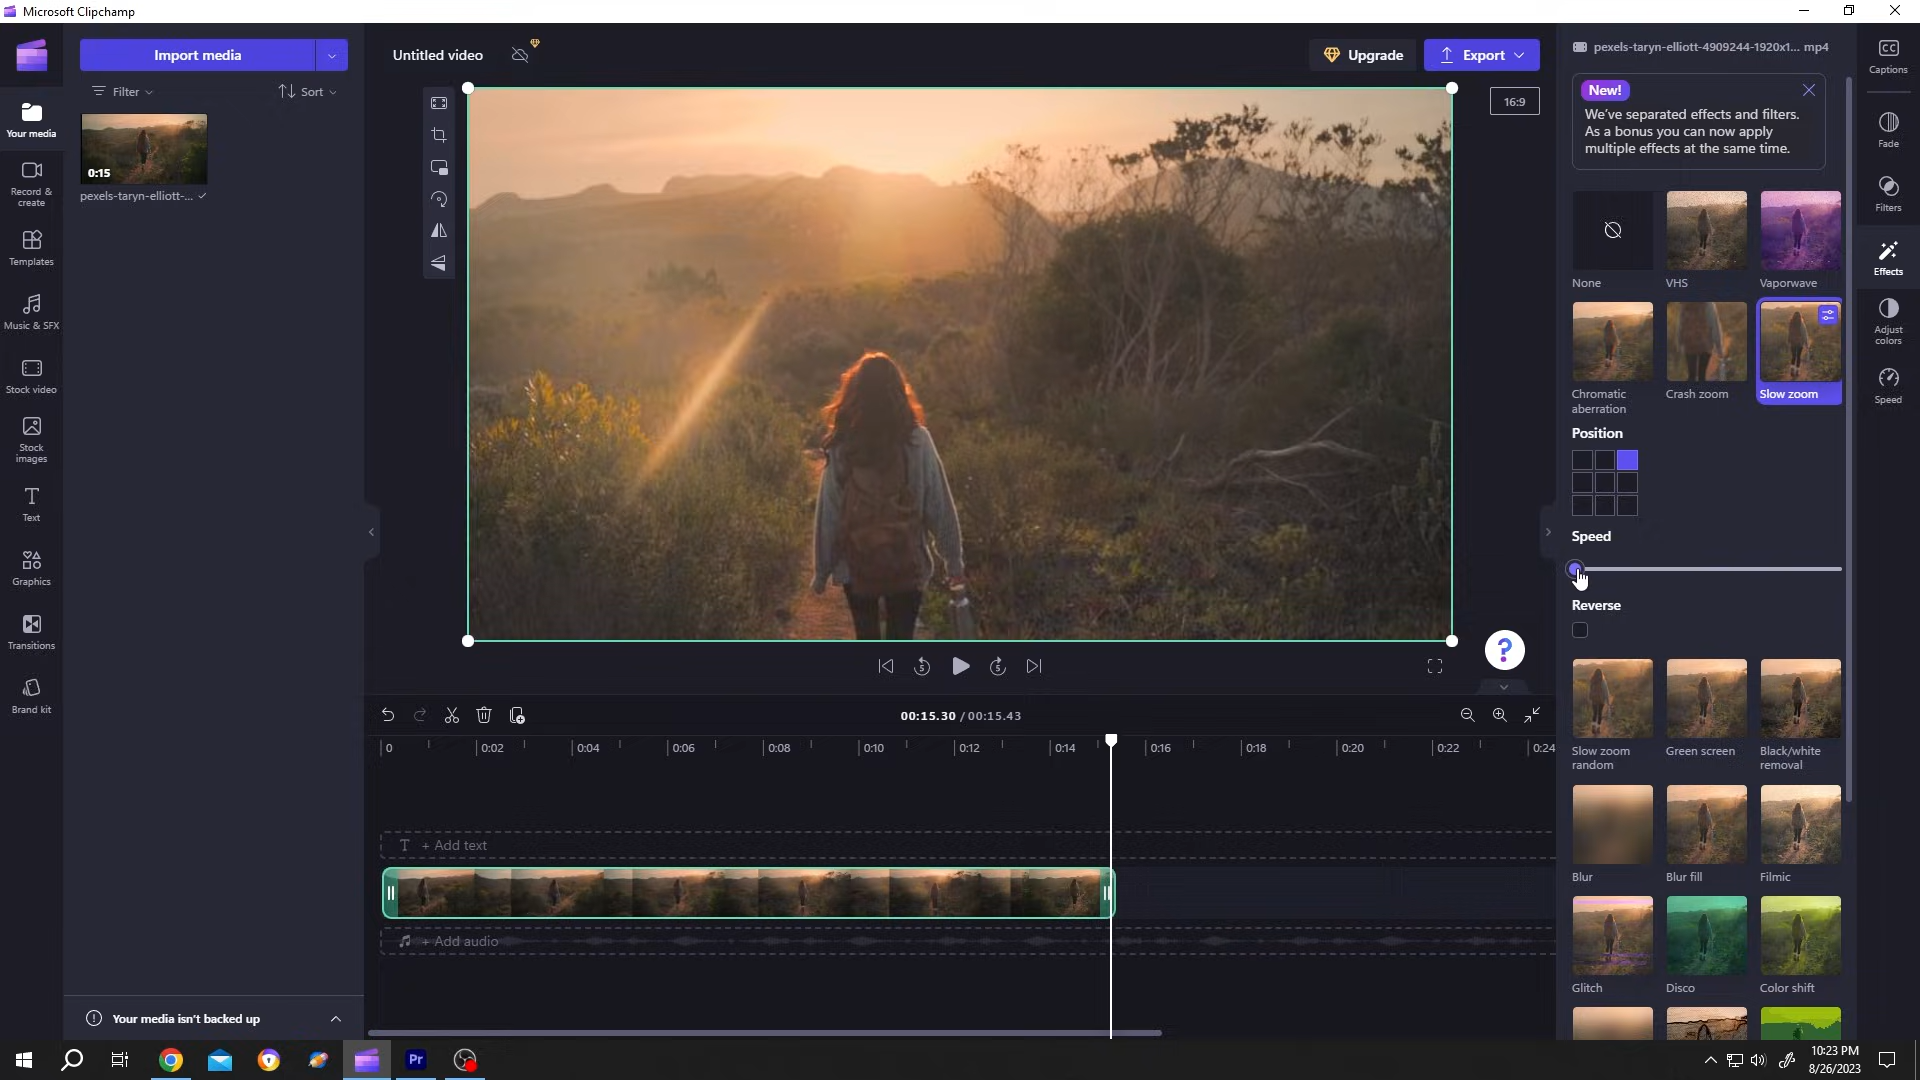 Microsoft Clipchamp
Import media
Filter
Sort
0:15
pexels-taryn-elliott-...
Your media
Record &
create
Templates
Music & SFX
Stock video
Stock
images
Text
Graphics
Transitions
Brand kit
Your media isn't backed up
Untitled video
Upgrade
Export
16:9
5
5
?
00:15.30 / 00:15.43
0
0:02
0:04
0:06
0:08
0:10
0:12
0:14
0:16
0:18
0:20
0:22
0:24
T + Add text
+ Add audio
pexels-taryn-elliott-4909244-1920x1... mp4
New!
We've separated effects and filters.
As a bonus you can now apply
multiple effects at the same time.
None
VHS
Vaporwave
Chromatic
aberration
Crash zoom
Slow zoom
Position
Speed
Reverse
Slow zoom
random
Green screen
Black/white
removal
Blur
Blur fill
Filmic
Glitch
Disco
Color shift
CC
Captions
Fade
Filters
Effects
Adjust
colors
Speed
Pr
10:23 PM
8/26/2023